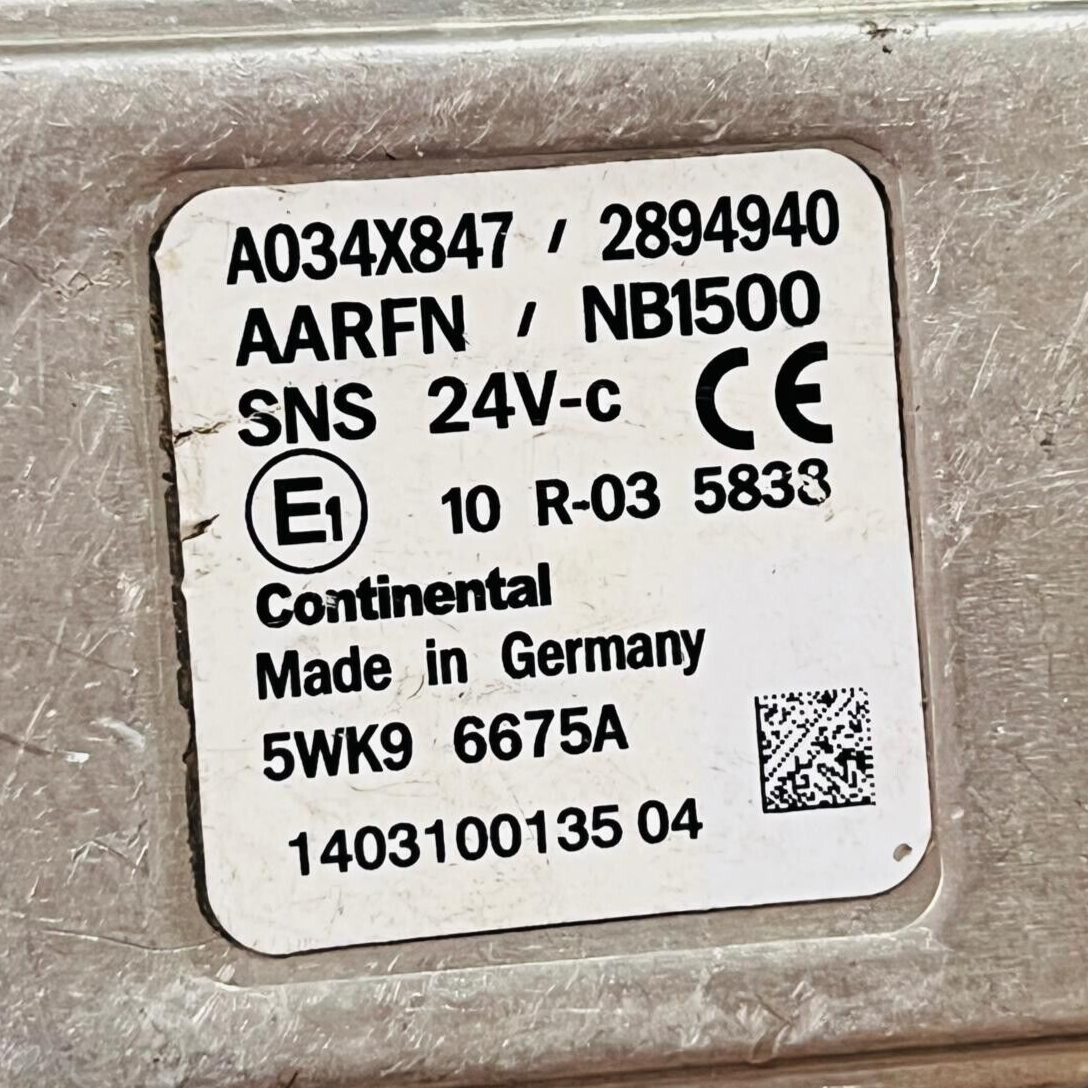 A034X847 / 2894940
AARFN / NB1500
SNS 24V-c CE
E1 10 R-03 5838
Continental
Made in Germany
5WK9 6675A
1403100135 04